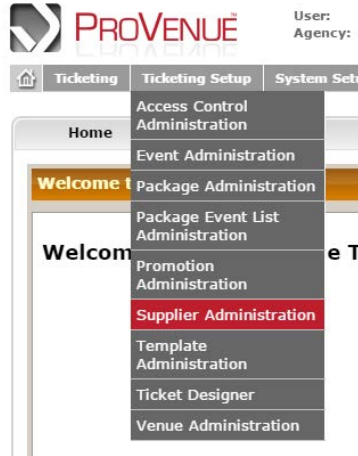 PROVENUE
User:
Agency:
Ticketing
Ticketing Setup
System Set
Access Control
Administration
Home
Event Administration
Welcome t
Package Administration
Package Event List
Administration
Welcom
e T
Promotion
Administration
Supplier Administration
Template
Administration
Ticket Designer
Venue Administration